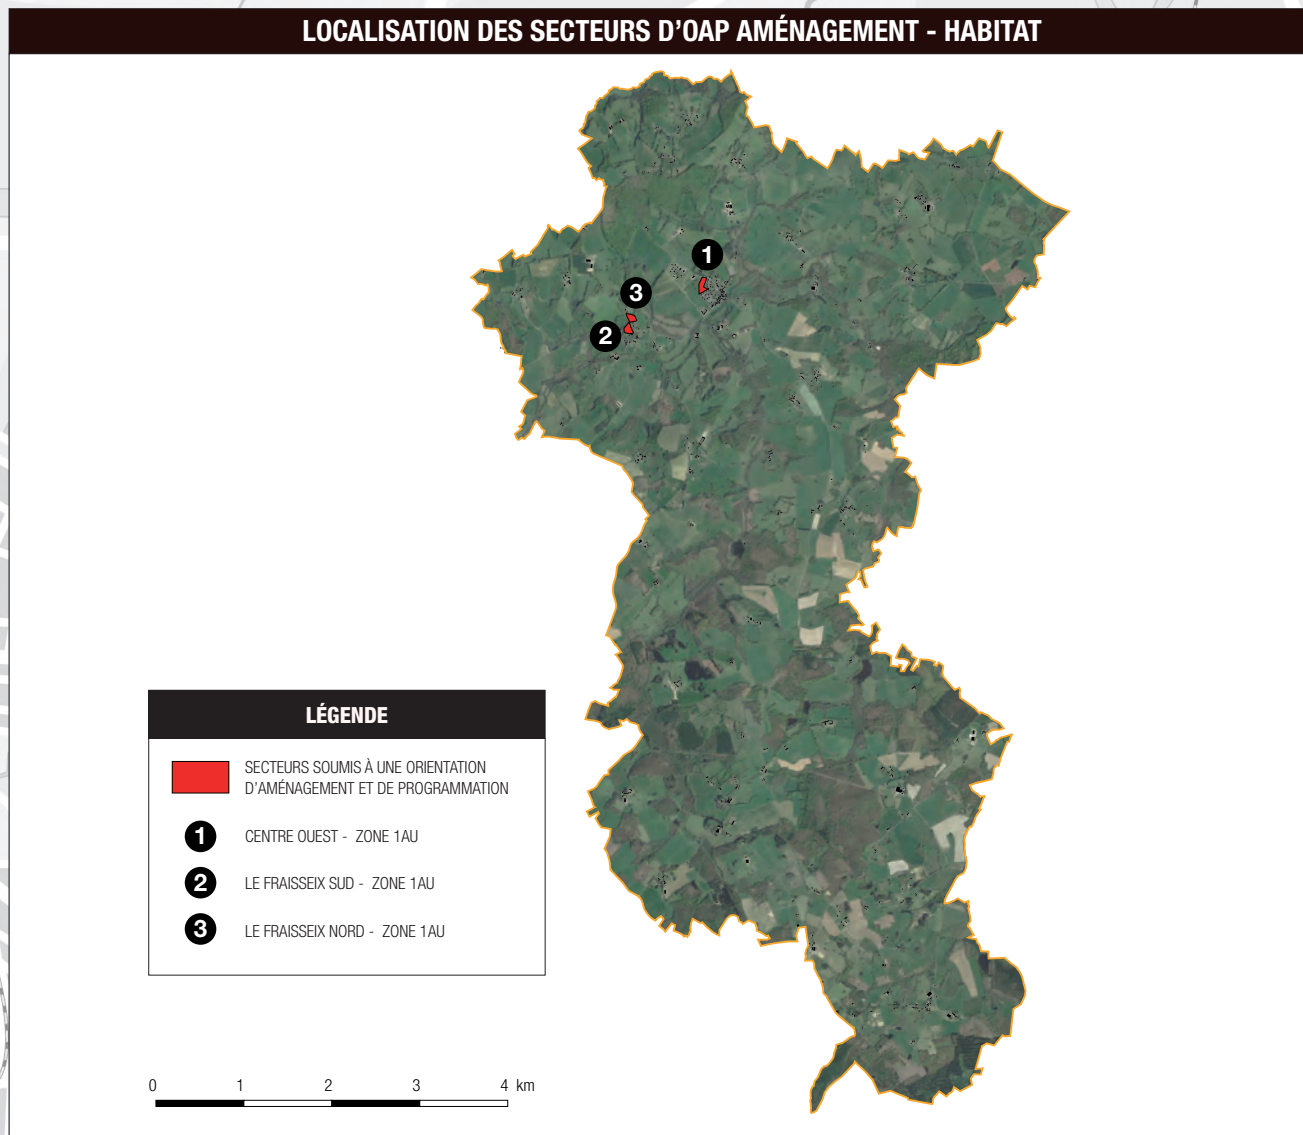 LOCALISATION DES SECTEURS D'OAP AMÉNAGEMENT - HABITAT
1
3
2
LÉGENDE
SECTEURS SOUMIS À UNE ORIENTATION
D'AMÉNAGEMENT ET DE PROGRAMMATION
1 CENTRE OUEST - ZONE 1AU
2 LE FRAISSEIX SUD - ZONE 1AU
3 LE FRAISSEIX NORD - ZONE 1AU
0 1 2 3 4 km